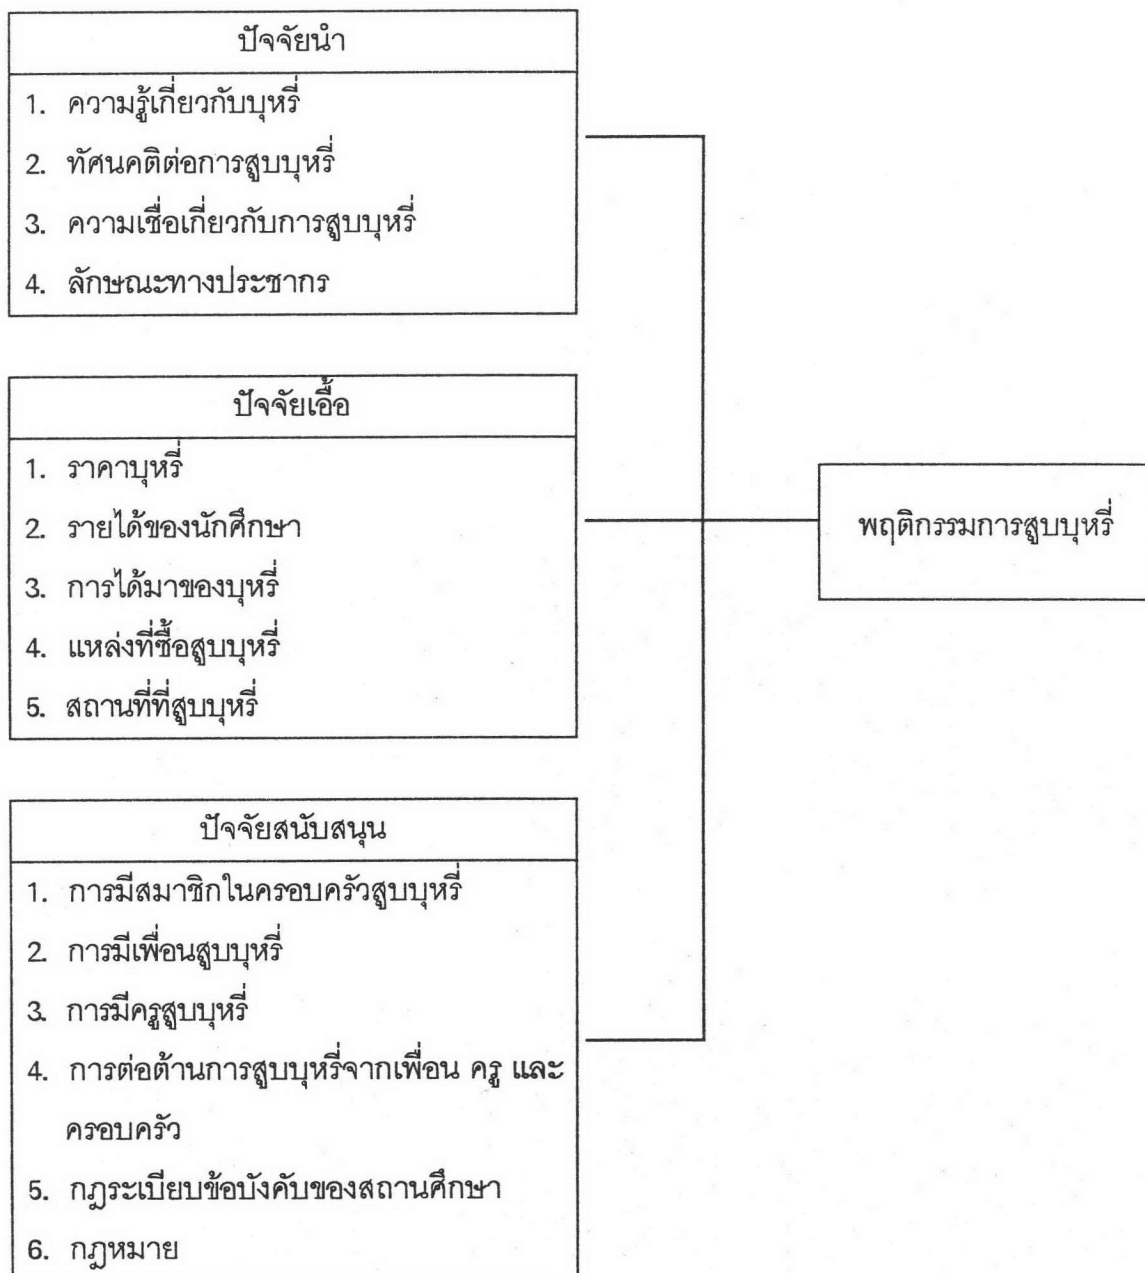 ปัจจัยนำ
1. ความรู้เกี่ยวกับบุหรี่
2. ทัศนคติต่อการสูบบุหรี่
3. ความเชื่อเกี่ยวกับการสูบบุหรี่
4. ลักษณะทางประชากร
ปัจจัยเอื้อ
1. ราคาบุหรี่
2. รายได้ของนักศึกษา
3. การได้มาของบุหรี่
4. แหล่งที่ซื้อสูบบุหรี่
5. สถานที่ที่สูบบุหรี่
ปัจจัยสนับสนุน
1. การมีสมาชิกในครอบครัวสูบบุหรี่
2. การมีเพื่อนสูบบุหรี่
3. การมีครูสูบบุหรี่
4. การต่อต้านการสูบบุหรี่จากเพื่อน ครู และ
ครอบครัว
5. กฎระเบียบข้อบังคับของสถานศึกษา
6. กฎหมาย
พฤติกรรมการสูบบุหรี่